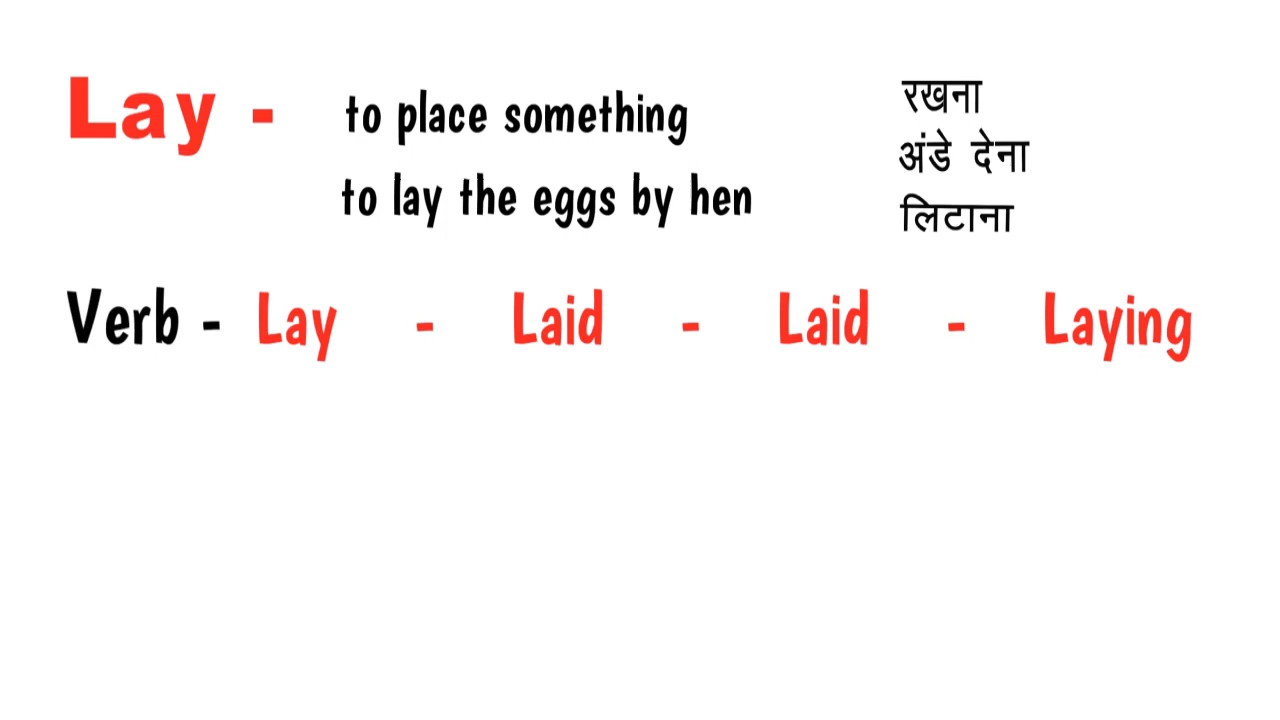 Lay - to place something रखना
to lay the eggs by hen अंडे देना
लिटाना
Verb - Lay - Laid - Laid - Laying